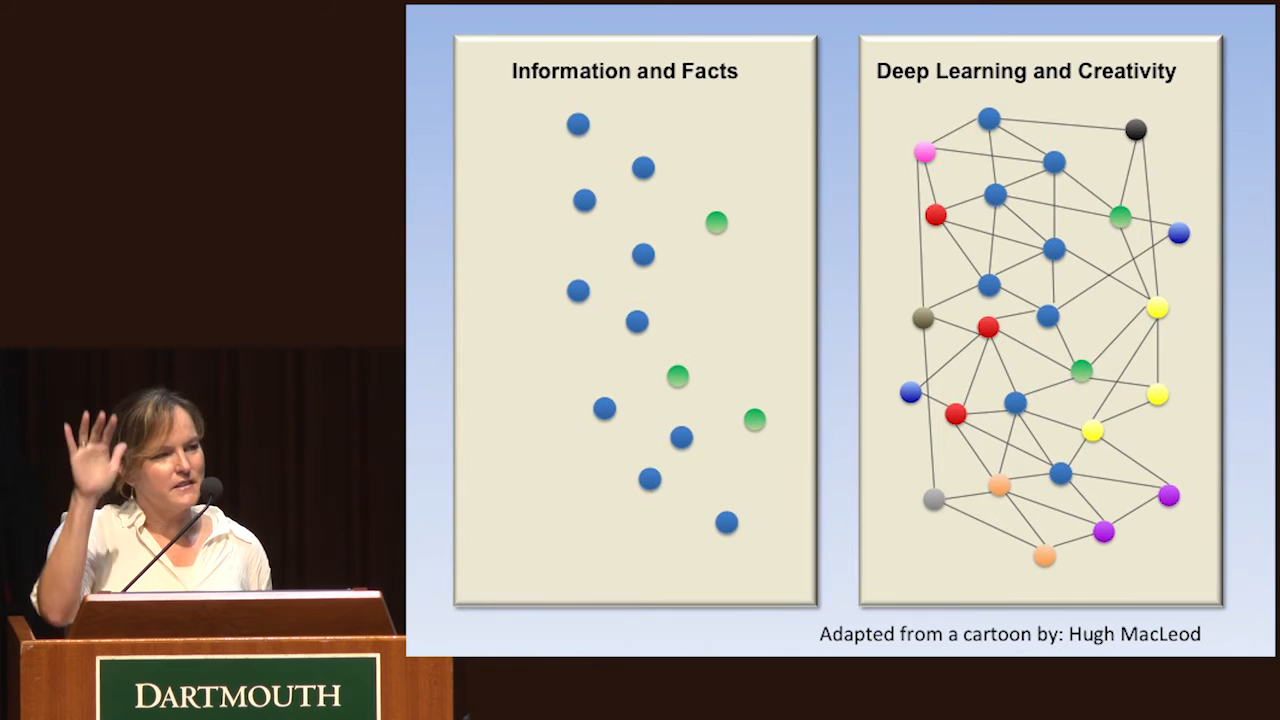 Information and Facts
Deep Learning and Creativity
Adapted from a cartoon by: Hugh MacLeod
DARTMOUTH